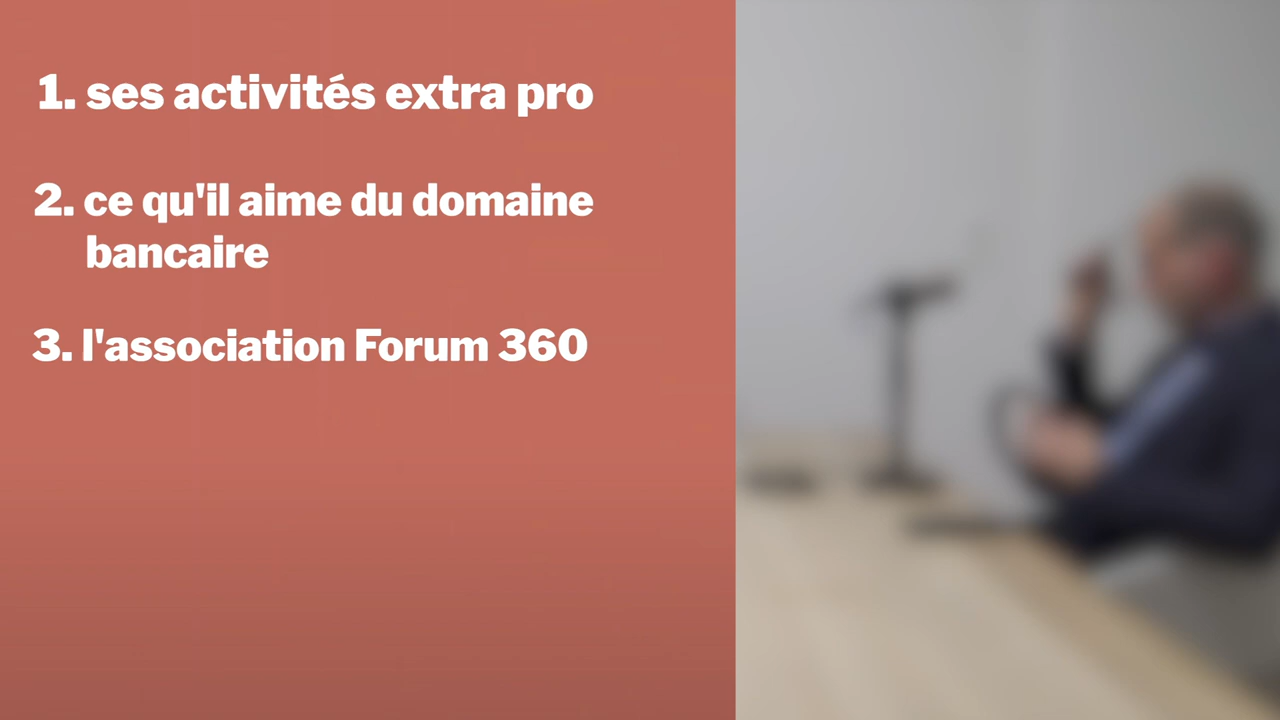 1. ses activités extra pro
2. ce qu'il aime du domaine
bancaire
3. l'association Forum 360